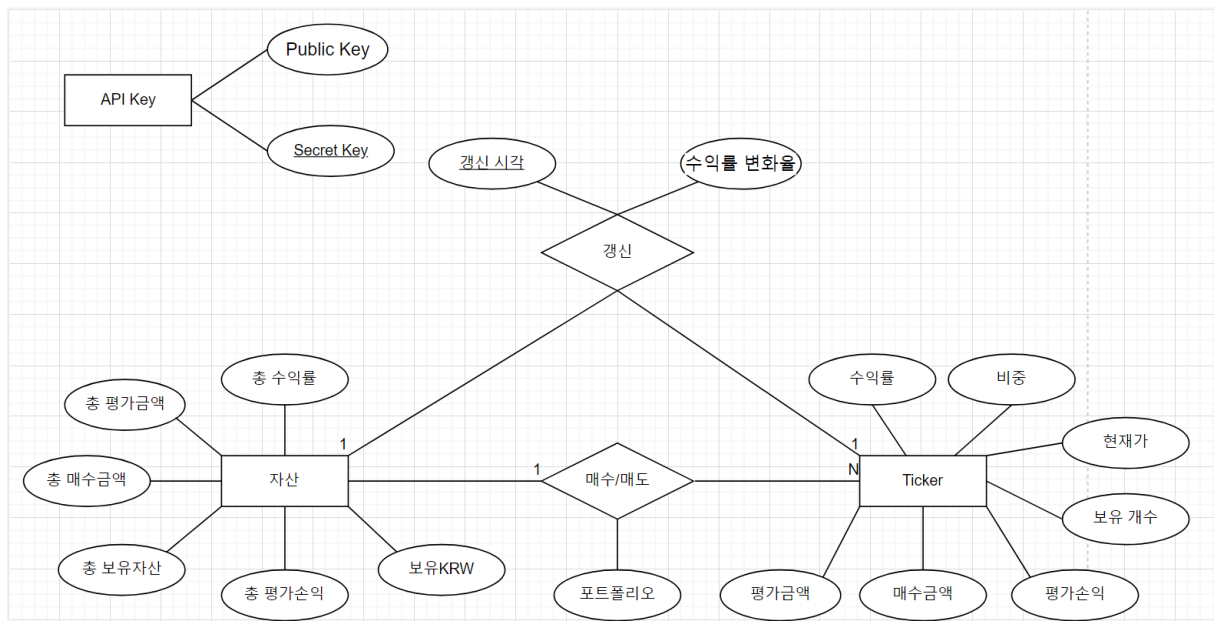 Public Key
API Key
Secret Key
갱신 시각
수익률 변화율
갱신
총 수익률
수익률
비중
총 평가금액
현재가
1
1
총 매수금액
자산
1
매수/매도
N
Ticker
보유 개수
총 보유자산
보유KRW
총 평가손익
포트폴리오
평가금액
매수금액
평가손익